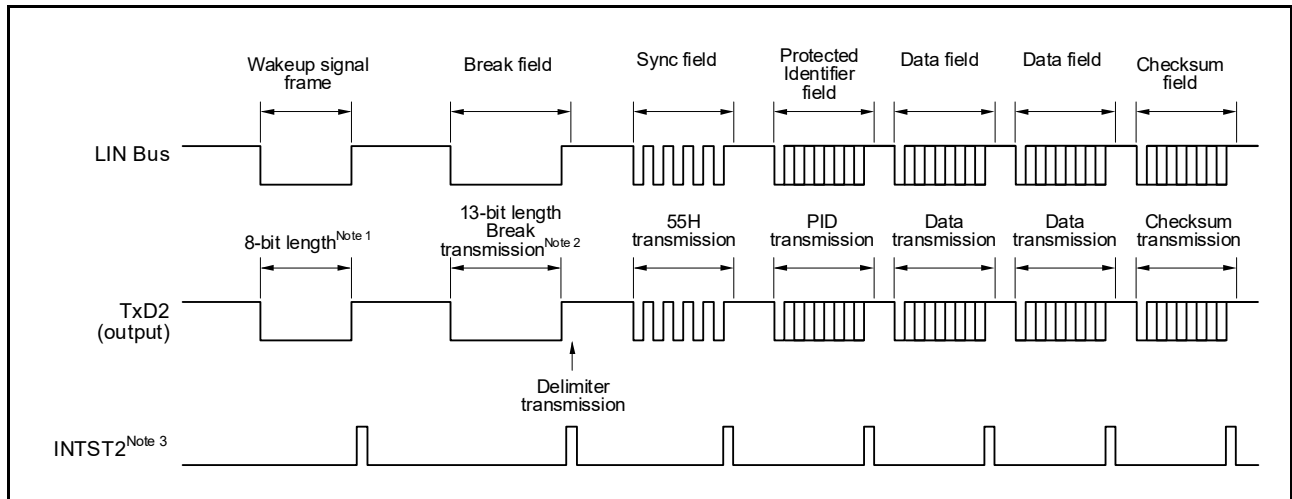 Wakeup signal
frame
Break field
Sync field
Protected
Identifier
field
Data field
Data field
Checksum
field
LIN Bus
8-bit length Note 1
13-bit length
Break
transmission Note 2
55H
transmission
PID
transmission
Data
transmission
Data
transmission
Checksum
transmission
TxD2
(output)
Delimiter
transmission
INTST2 Note 3